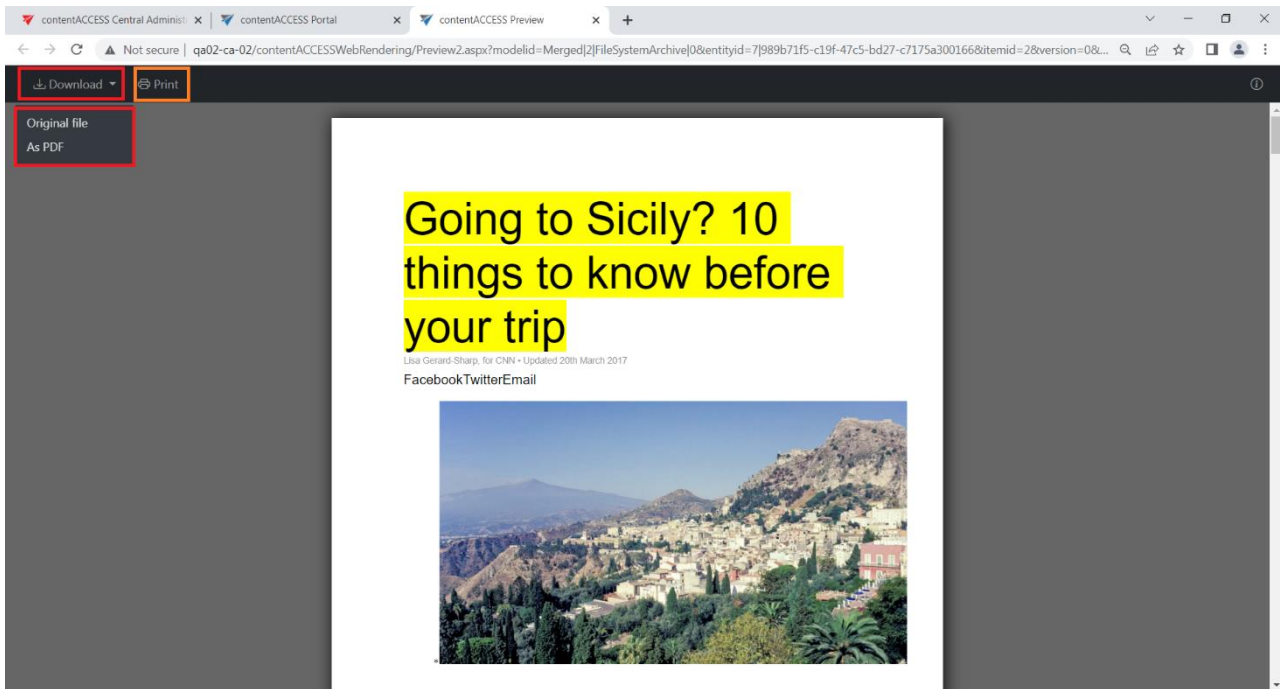 contentACCESS Central Administ
contentACCESS Portal
contentACCESS Preview
Not secure | qa02-ca-02/contentACCESSWebRendering/Preview2.aspx?modelid=Merged|2|FileSystemArchive|0&entityid=7|989b71f5-c19f-47c5-bd27-c7175a300166&itemid=2&version=0&...
Download
Print
Original file
As PDF
Going to Sicily? 10
things to know before
your trip
Lisa Gerard-Sharp, for CNN • Updated 20th March 2017
FacebookTwitterEmail